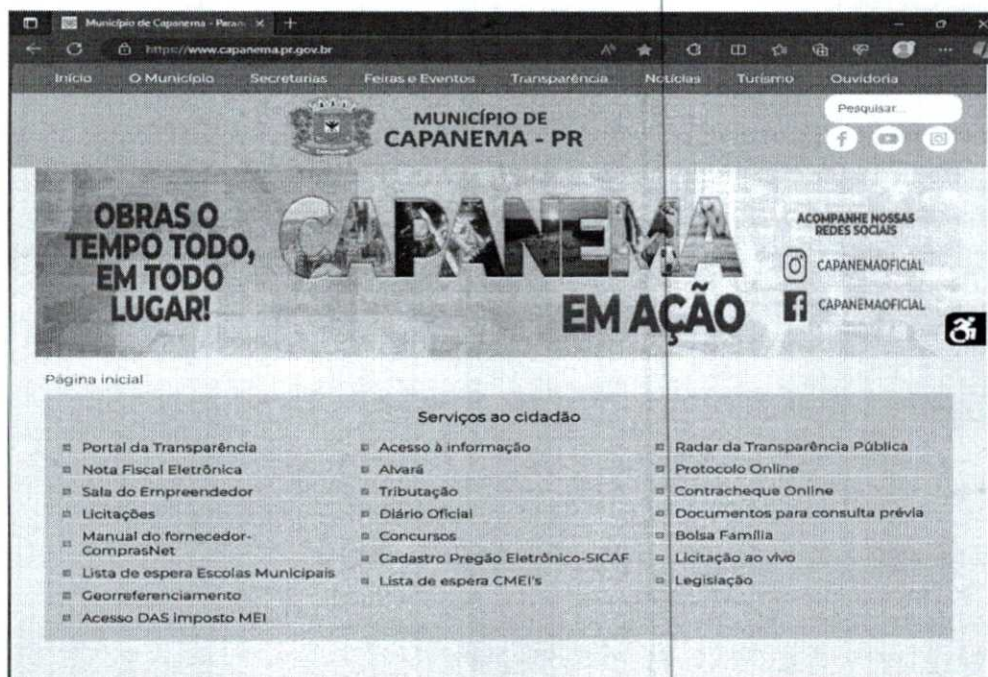 Município de Capanema - Paran
https://www.capanema.pr.gov.br
Início O Município Secretarias Feiras e Eventos Transparência Notícias Turismo Ouvidoria
MUNICÍPIO DE
CAPANEMA - PR
Pesquisar...
OBRAS O
TEMPO TODO,
EM TODO
LUGAR!
CAPANEMA
EM AÇÃO
ACOMPANHE NOSSAS
REDES SOCIAIS
CAPANEMAOFICIAL
CAPANEMAOFICIAL
Página inicial
Serviços ao cidadão
Portal da Transparência
Nota Fiscal Eletrônica
Sala do Empreendedor
Licitações
Manual do fornecedor-
ComprasNet
Lista de espera Escolas Municipais
Georreferenciamento
Acesso DAS imposto MEI
Acesso à informação
Alvará
Tributação
Diário Oficial
Concursos
Cadastro Pregão Eletrônico-SICAF
Lista de espera CMEI's
Radar da Transparência Pública
Protocolo Online
Contracheque Online
Documentos para consulta prévia
Bolsa Família
Licitação ao vivo
Legislação